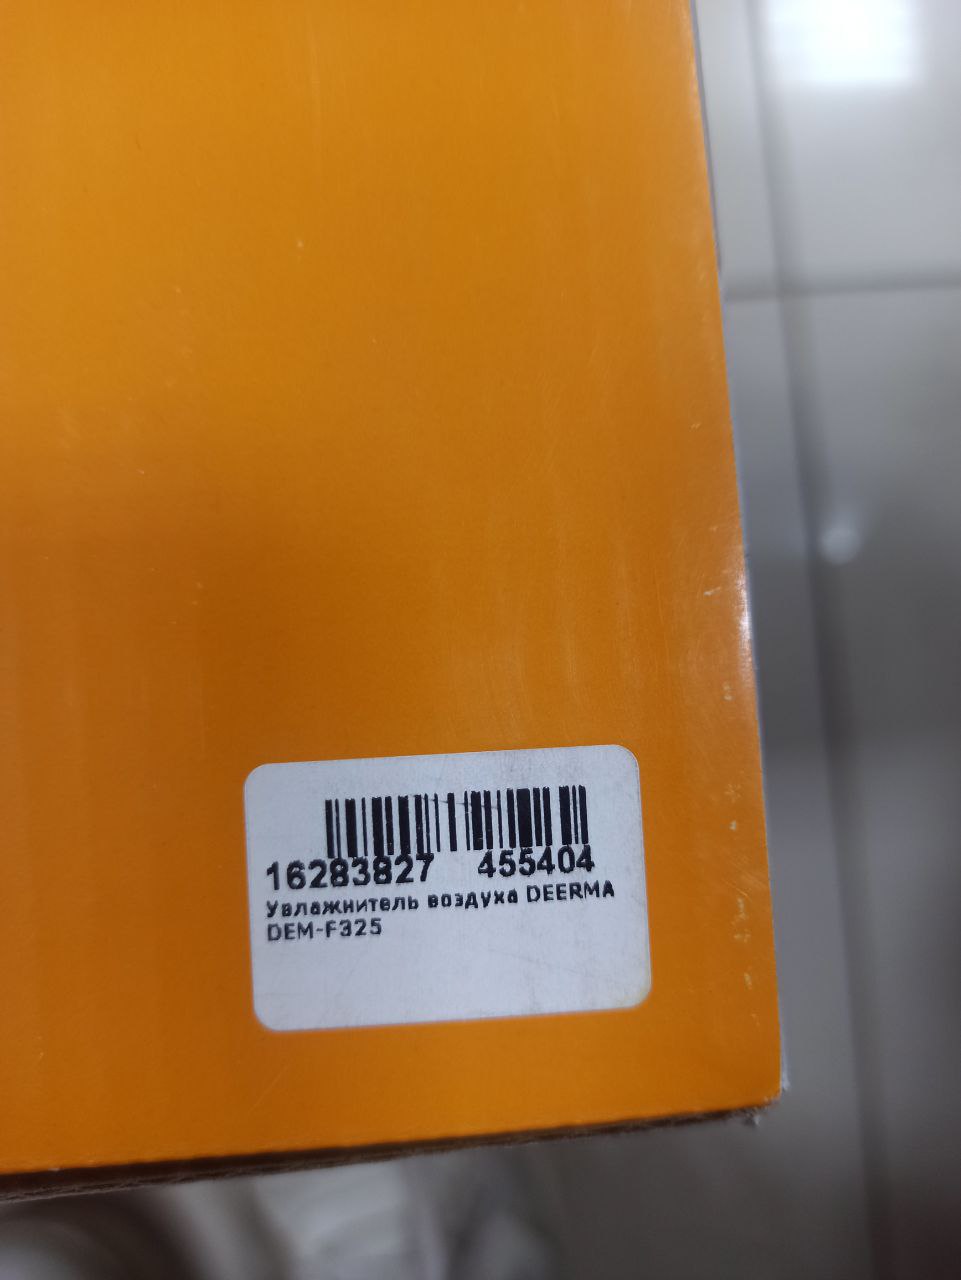 16283827 455404
Увлажнитель воздуха DEERMA
DEM-F325